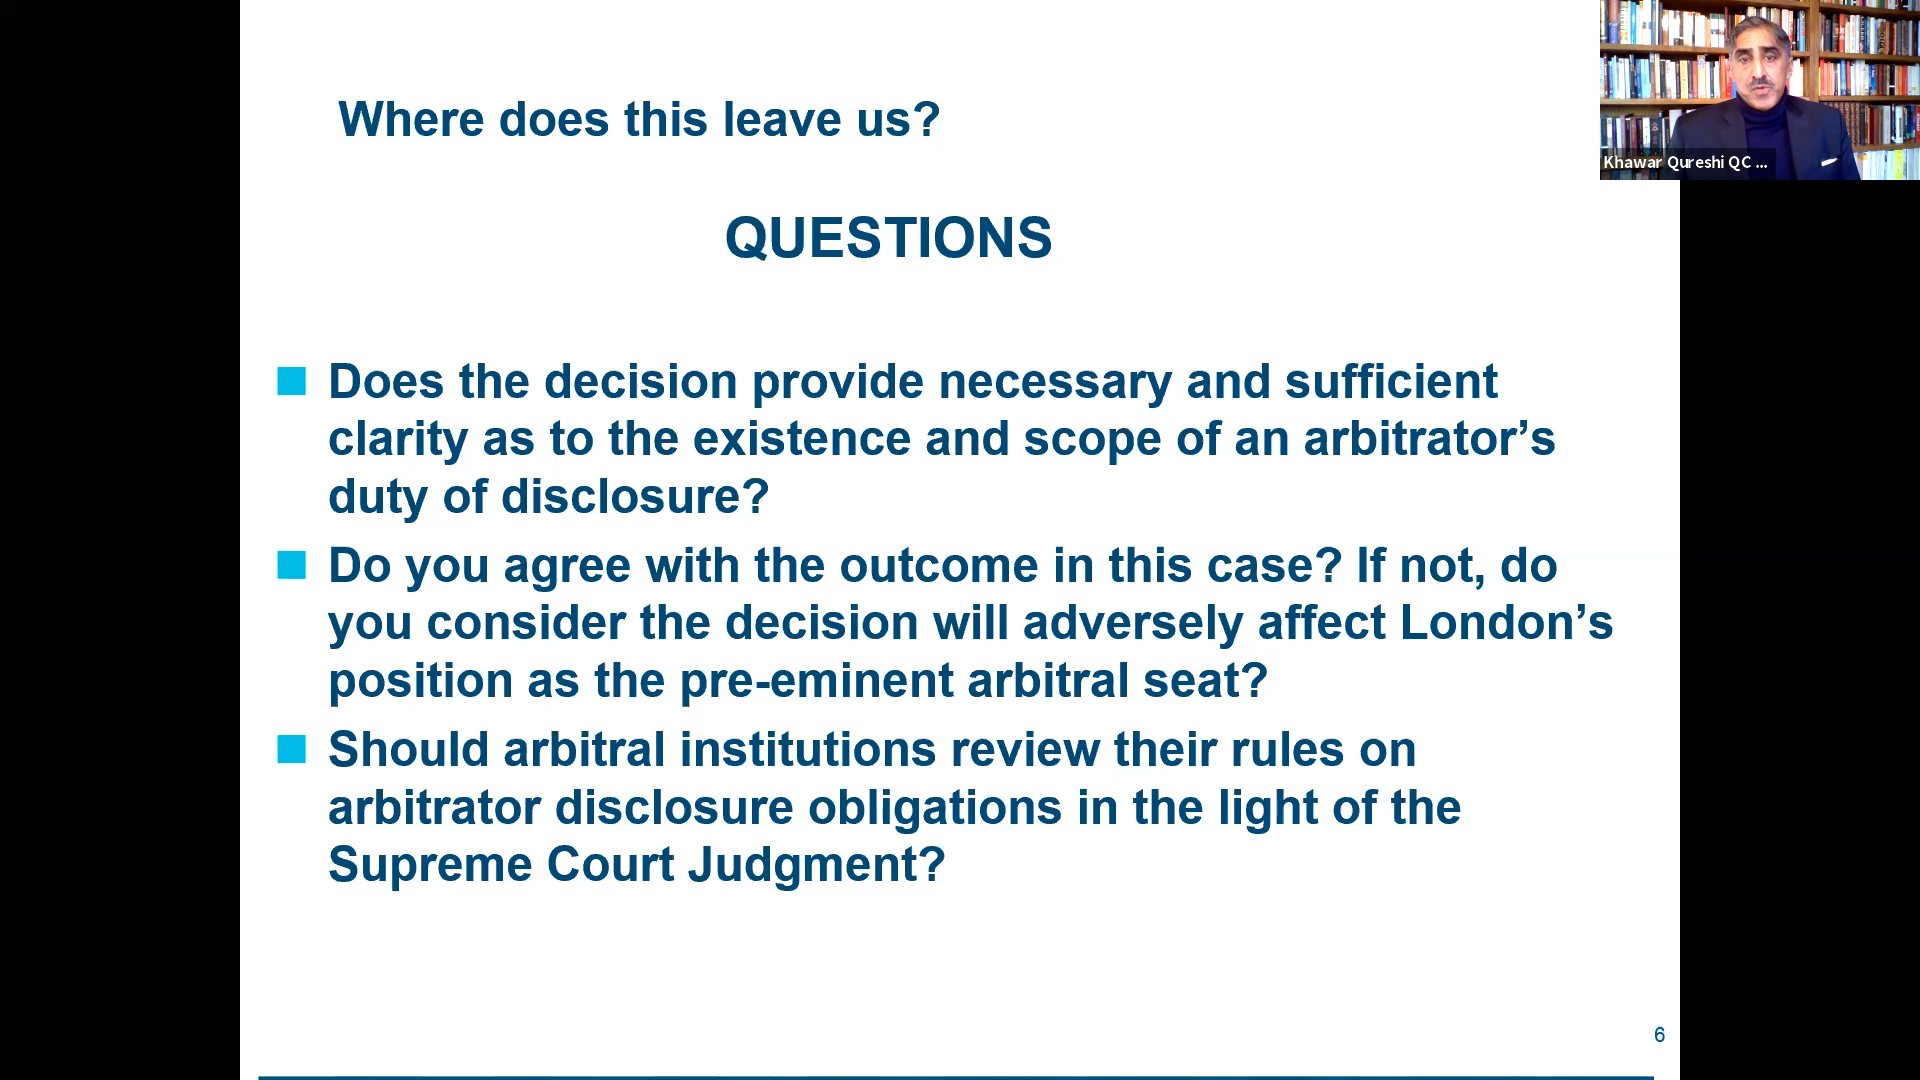 Where does this leave us?
Khawar Qureshi QC ...
QUESTIONS
Does the decision provide necessary and sufficient
clarity as to the existence and scope of an arbitrator’s
duty of disclosure?
Do you agree with the outcome in this case? If not, do
you consider the decision will adversely affect London’s
position as the pre-eminent arbitral seat?
Should arbitral institutions review their rules on
arbitrator disclosure obligations in the light of the
Supreme Court Judgment?
6